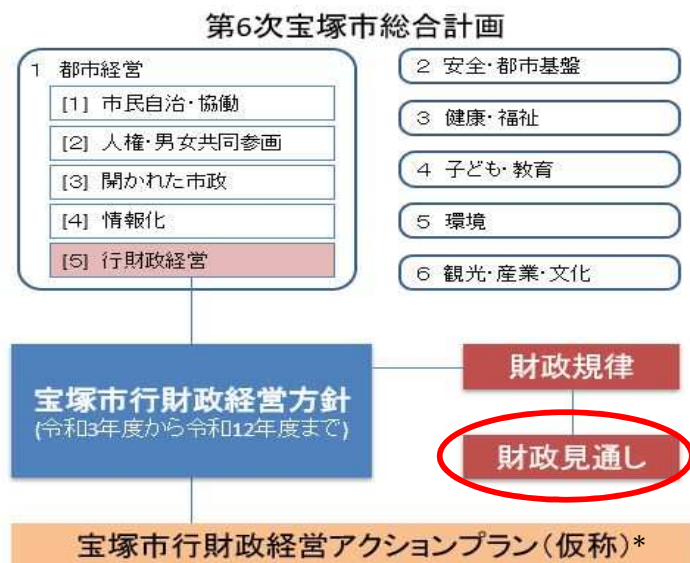 第6次宝塚市総合計画
1 都市経営
[1] 市民自治・協働
[2] 人権・男女共同参画
[3] 開かれた市政
[4] 情報化
[5] 行財政経営
2 安全・都市基盤
3 健康・福祉
4 子ども・教育
5 環境
6 観光・産業・文化
宝塚市行財政経営方針
(令和3年度から令和12年度まで)
財政規律
財政見通し
宝塚市行財政経営アクションプラン(仮称)*